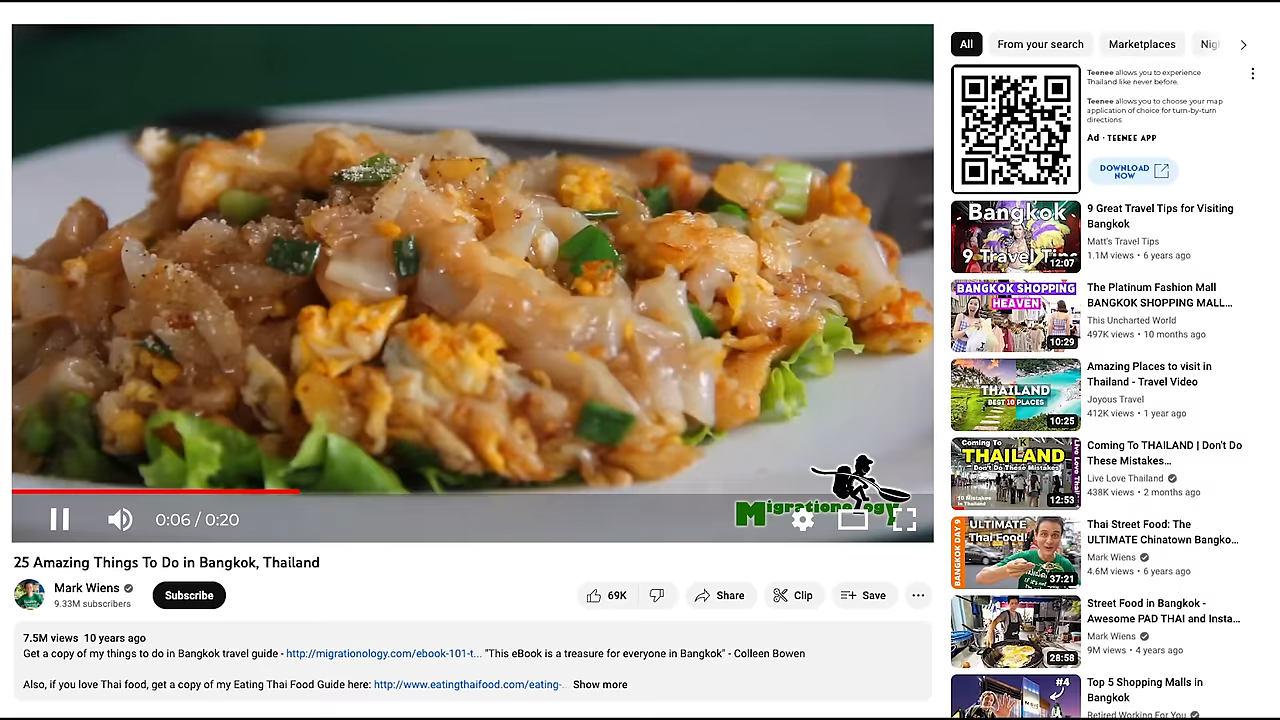 Migrationology
0:06 / 0:20
25 Amazing Things To Do in Bangkok, Thailand
Mark Wiens
9.33M subscribers
Subscribe
69K
Share
Clip
Save
7.5M views 10 years ago
Get a copy of my things to do in Bangkok travel guide - http://migrationology.com/ebook-101-t... "This eBook is a treasure for everyone in Bangkok" - Colleen Bowen
Also, if you love Thai food, get a copy of my Eating Thai Food Guide here: http://www.eatingthaifood.com/eating-.. Show more
All
From your search
Marketplaces
Teenee allows you to experience
Thailand like never before.
Teenee allows you to choose your map
application of choice for turn-by-turn
directions
Ad · TEENEE APP
DOWNLOAD
NOW
Bangkok
9 Travel Tips
12:07
9 Great Travel Tips for Visiting
Bangkok
Matt's Travel Tips
1.1M views • 6 years ago
BANGKOK SHOPPING
HEAVEN
10:29
The Platinum Fashion Mall
BANGKOK SHOPPING MALL...
This Uncharted World
497K views • 10 months ago
THAILAND
BEST 10 PLACES
10:25
Amazing Places to visit in
Thailand - Travel Video
Joyous Travel
412K views • 1 year ago
Coming To
THAILAND
Don't Do These Mistakes
10 Mistakes
in Thailand
12:53
Coming To THAILAND | Don't Do
These Mistakes...
Live Love Thailand
438K views • 2 months ago
BANGKOK DAY 9
ULTIMATE
Thai Food!
37:21
Thai Street Food: The
ULTIMATE Chinatown Bangko...
Mark Wiens
4.6M views • 6 years ago
28:58
Street Food in Bangkok -
Awesome PAD THAI and Insta...
Mark Wiens
9M views • 4 years ago
#4
Top 5 Shopping Malls in
Bangkok
Retired Working For You